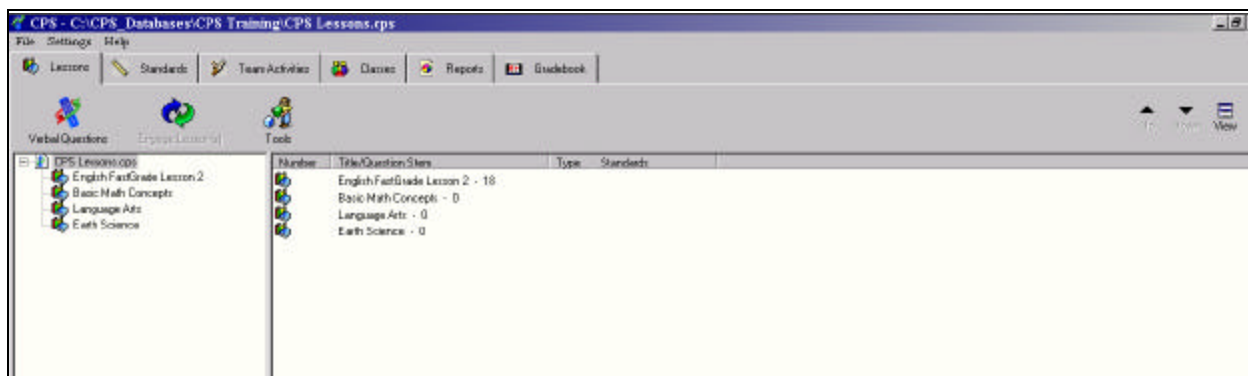 CPS - C:\CPS_Databases\CPS Training\CPS Lessons.cps
File Settings Help
Lessons Standards Team Activities Classes Reports Gradebook
Verbal Questions Engage Lesson(s) Tools View
CPS Lessons.cps
English FastGrade Lesson 2
Basic Math Concepts
Language Arts
Earth Science
Number Title/Question Stem Type Standards
English FastGrade Lesson 2 - 18
Basic Math Concepts - 0
Language Arts - 0
Earth Science - 0